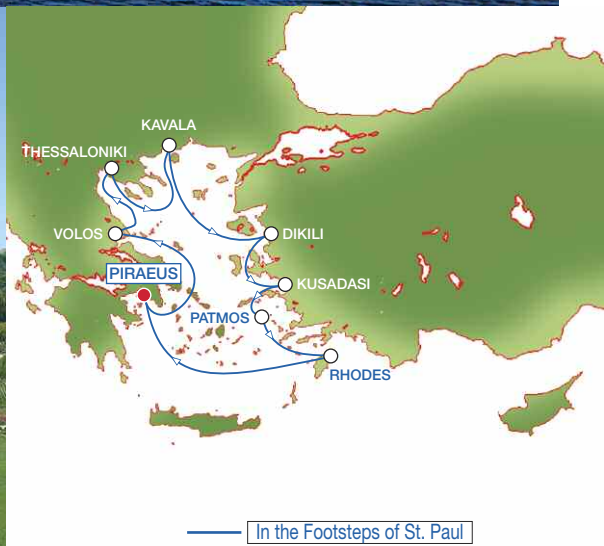 KAVALA
THESSALONIKI
VOLOS
DIKILI
PIRAEUS
KUSADASI
PATMOS
RHODES
In the Footsteps of St. Paul